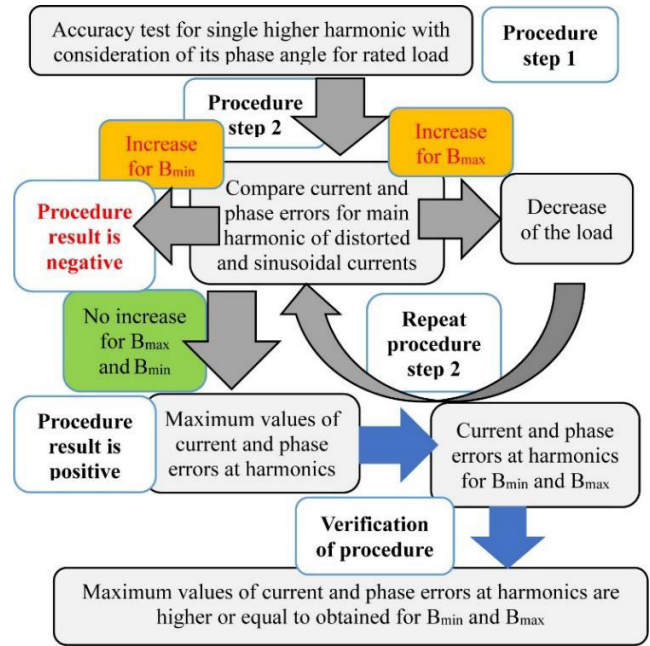 Accuracy test for single higher harmonic with
consideration of its phase angle for rated load
Procedure
step 1
Procedure
step 2
Increase
for Bmin
Increase
for Bmax
Procedure
result is
negative
Compare current and
phase errors for main
harmonic of distorted
and sinusoidal currents
Decrease
of the load
No increase
for Bmax
and Bmin
Repeat
procedure
step 2
Procedure
result is
positive
Maximum values of
current and phase
errors at harmonics
Current and phase
errors at harmonics
for Bmin and Bmax
Verification
of procedure
Maximum values of current and phase errors at harmonics are
higher or equal to obtained for Bmin and Bmax